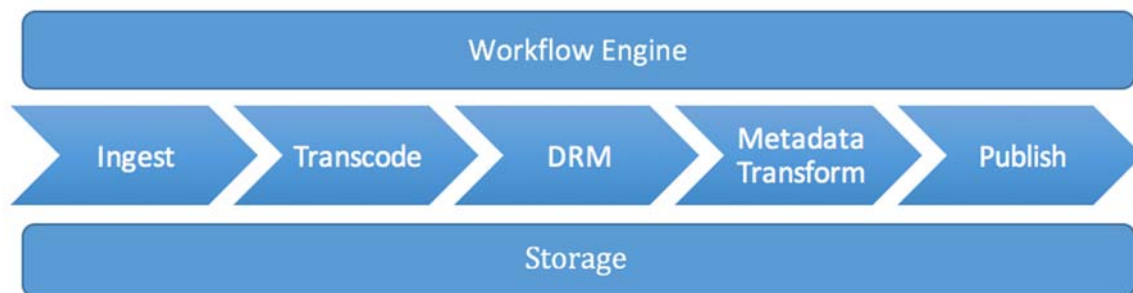 Workflow Engine
Ingest
Transcode
DRM
Metadata
Transform
Publish
Storage